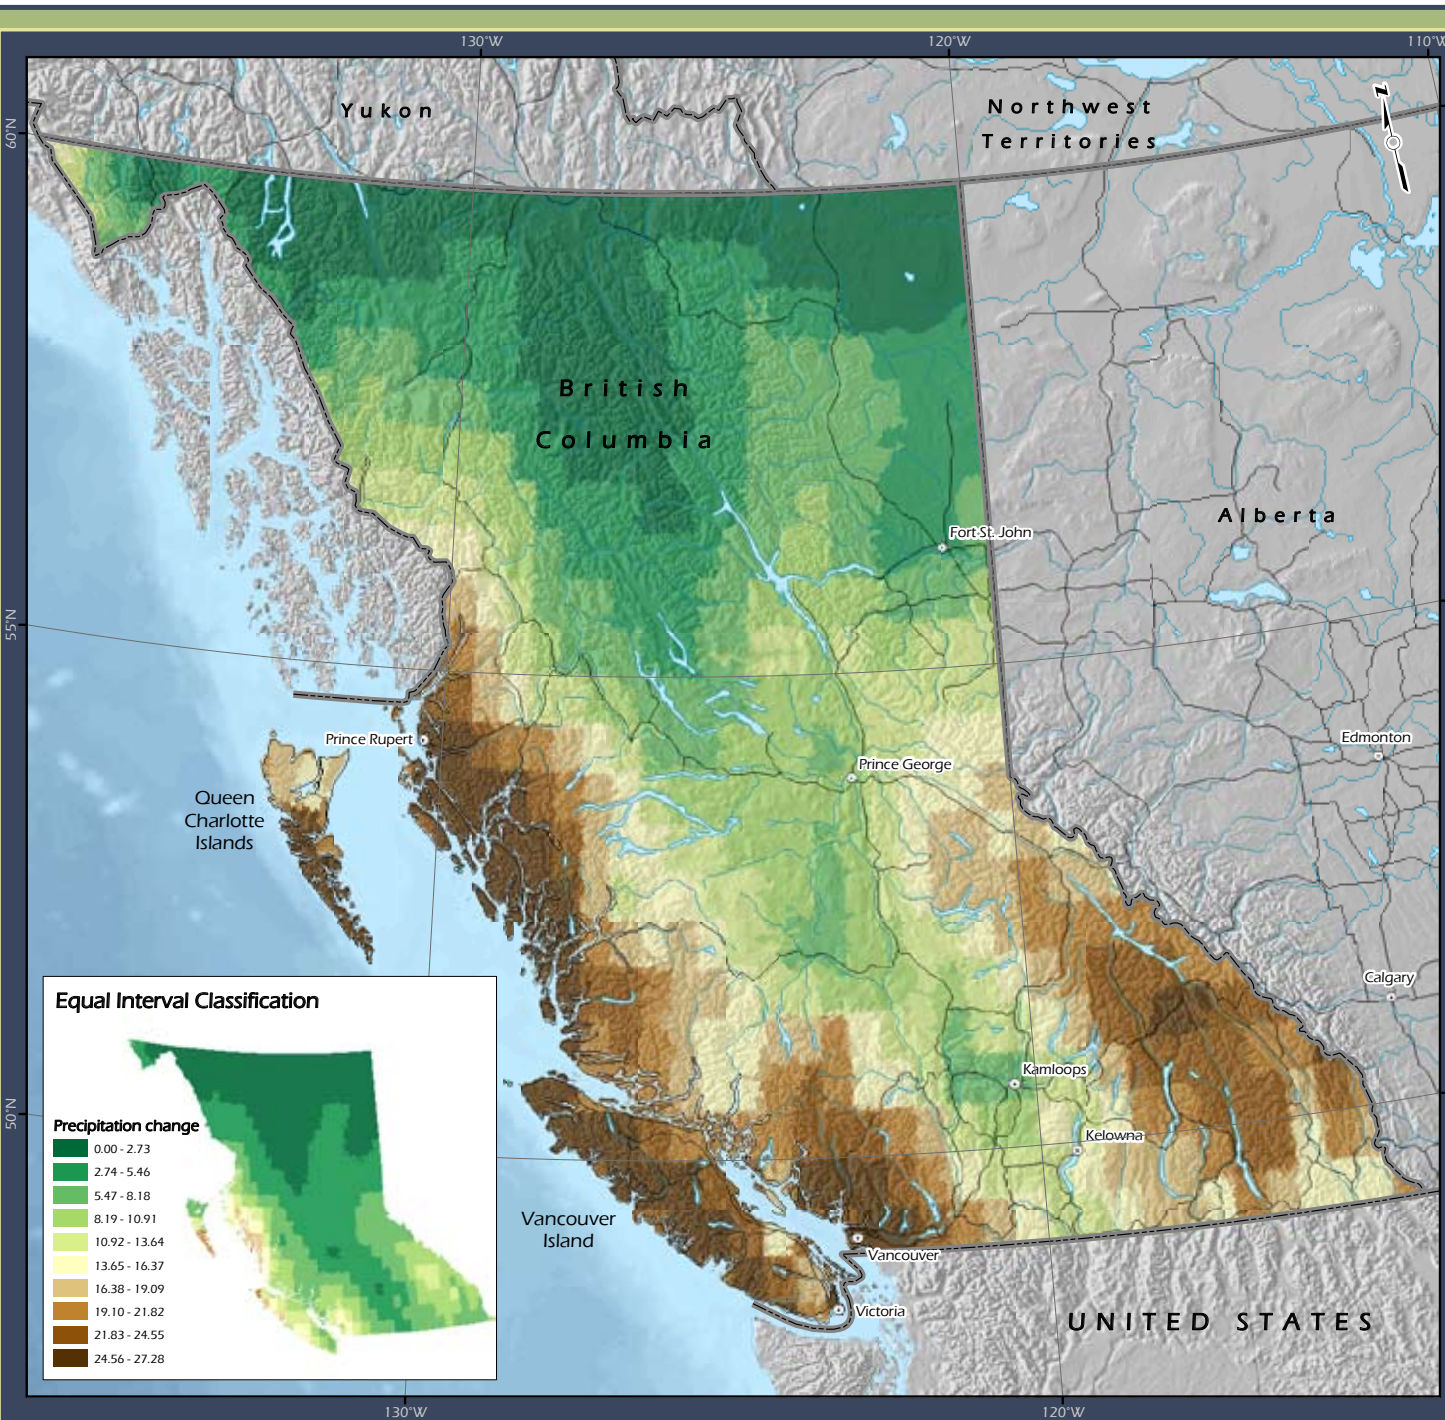 130°W
120°W
110°W
60°N
Yukon
Northwest
Territories
British
Columbia
Alberta
Fort St. John
55°N
Prince Rupert
Edmonton
Prince George
Queen
Charlotte
Islands
Calgary
Equal Interval Classification
Kamloops
50°N
Precipitation change
Kelowna
0.00 - 2.73
2.74 - 5.46
5.47 - 8.18
8.19 - 10.91
10.92 - 13.64
13.65 - 16.37
16.38 - 19.09
19.10 - 21.82
21.83 - 24.55
24.56 - 27.28
Vancouver
Island
Vancouver
Victoria
UNITED STATES
130°W
120°W